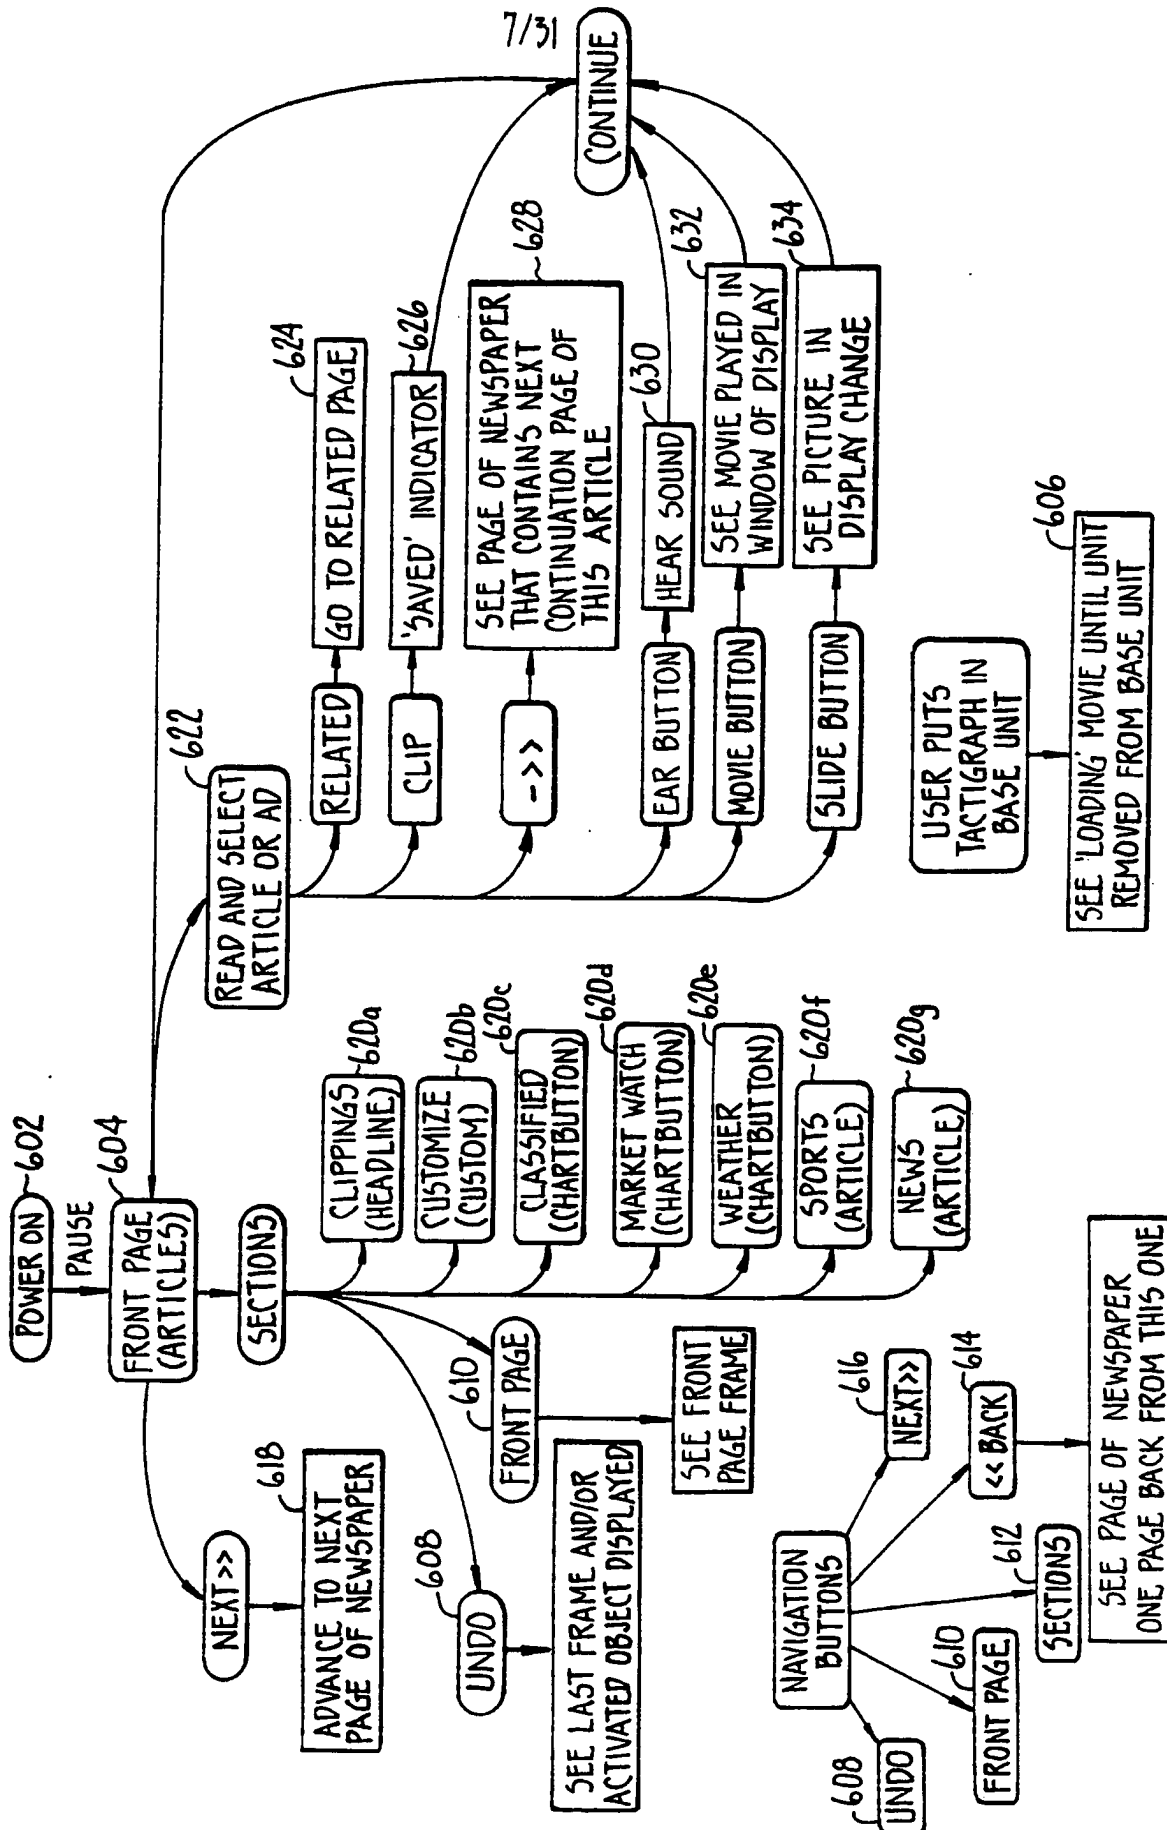 7/31
POWER ON
602
PAUSE
604
FRONT PAGE
(ARTICLES)
NEXT>>
618
ADVANCE TO NEXT
PAGE OF NEWSPAPER
SECTIONS
608
UNDO
SEE LAST FRAME AND/OR
ACTIVATED OBJECT DISPLAYED
610
FRONT PAGE
SEE FRONT
PAGE FRAME
CLIPPINGS
(HEADLINE)
620a
CUSTOMIZE
(CUSTOM)
620b
CLASSIFIED
(CHARTBUTTON)
620c
MARKET WATCH
(CHARTBUTTON)
620d
WEATHER
(CHARTBUTTON)
620e
SPORTS
(ARTICLE)
620f
NEWS
(ARTICLE)
620g
622
READ AND SELECT
ARTICLE OR AD
RELATED
GO TO RELATED PAGE
624
CLIP
'SAVED' INDICATOR
626
->>
SEE PAGE OF NEWSPAPER
THAT CONTAINS NEXT
CONTINUATION PAGE OF
THIS ARTICLE
628
EAR BUTTON
HEAR SOUND
630
MOVIE BUTTON
SEE MOVIE PLAYED IN
WINDOW OF DISPLAY
632
SLIDE BUTTON
SEE PICTURE IN
DISPLAY CHANGE
634
CONTINUE
NAVIGATION
BUTTONS
608
UNDO
610
FRONT PAGE
612
SECTIONS
614
<<BACK
616
NEXT>>
SEE PAGE OF NEWSPAPER
ONE PAGE BACK FROM THIS ONE
USER PUTS
TACTIGRAPH IN
BASE UNIT
606
SEE 'LOADING' MOVIE UNTIL UNIT
REMOVED FROM BASE UNIT